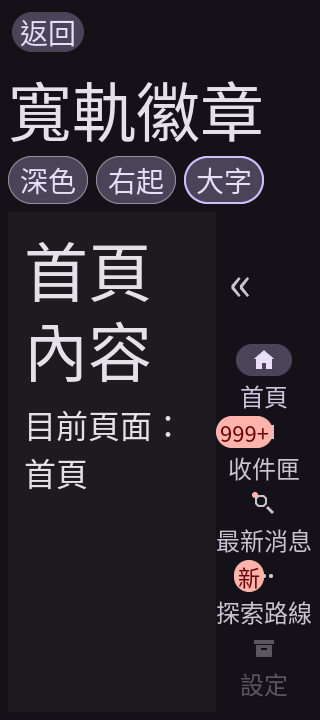 返回
寬軌徽章
深色 右起 大字
首頁
內容
目前頁面：
首頁
«
首頁
999+
收件匣
最新消息
新
探索路線
設定